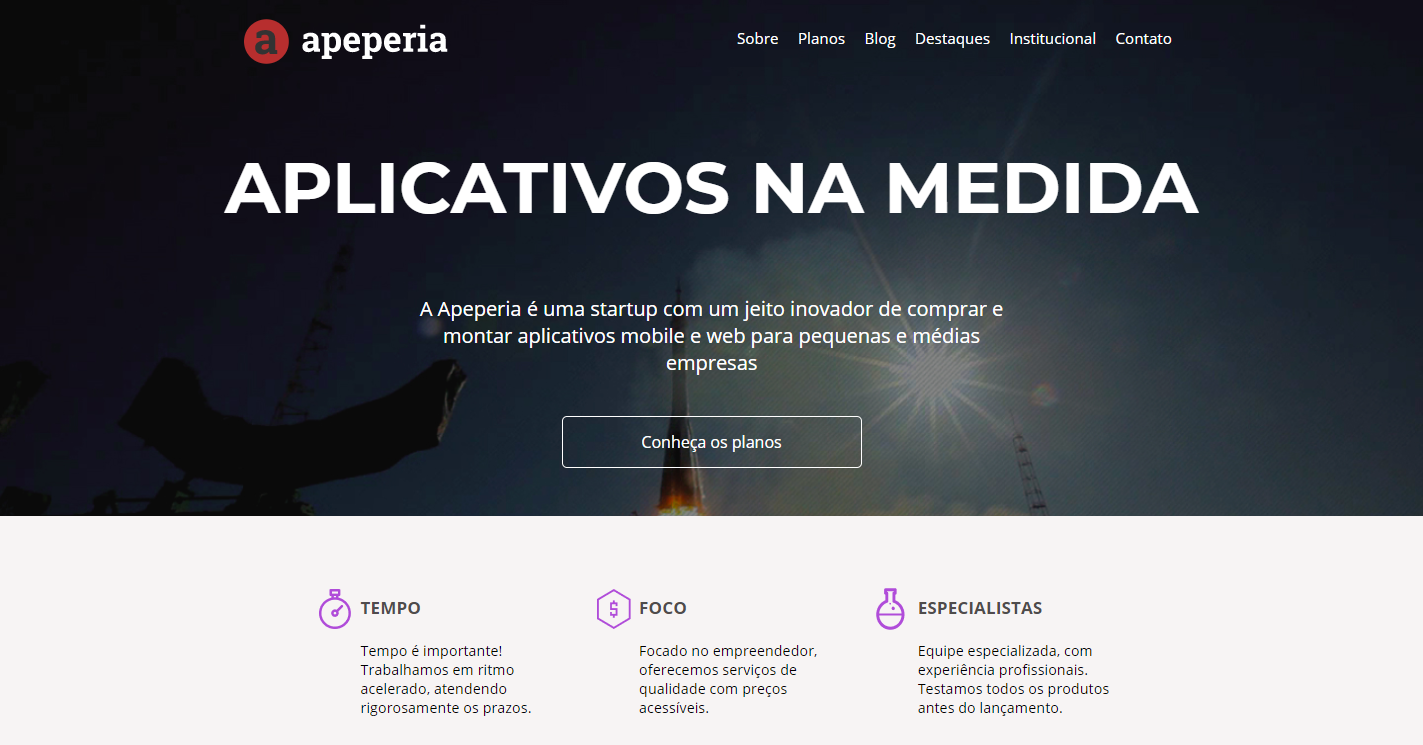 a apeperia
Sobre Planos Blog Destaques Institucional Contato
APLICATIVOS NA MEDIDA
A Apeperia é uma startup com um jeito inovador de comprar e
montar aplicativos mobile e web para pequenas e médias
empresas
Conheça os planos
TEMPO
Tempo é importante!
Trabalhamos em ritmo
acelerado, atendendo
rigorosamente os prazos.
$ FOCO
Focado no empreendedor,
oferecemos serviços de
qualidade com preços
acessíveis.
ESPECIALISTAS
Equipe especializada, com
experiência profissionais.
Testamos todos os produtos
antes do lançamento.